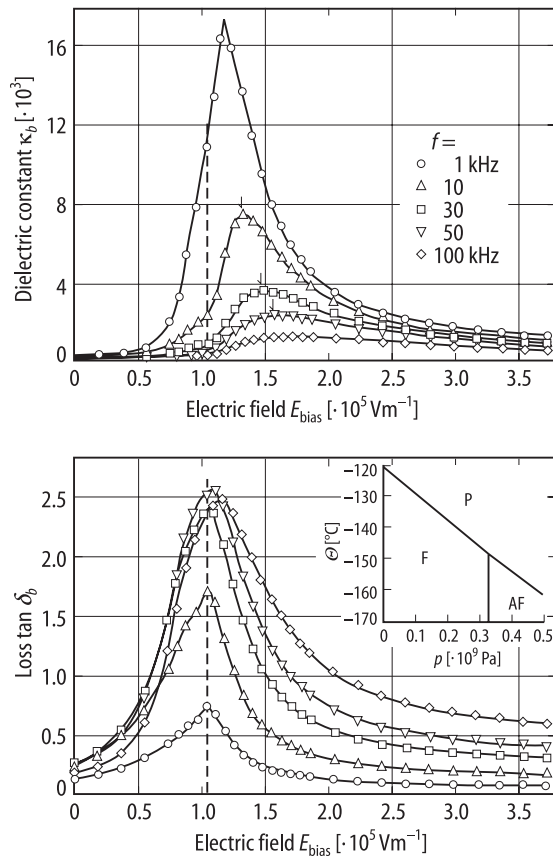 16
12
8
4
0
Dielectric constant κb [· 10³]
f =
1 kHz
10
30
50
100 kHz
0 0.5 1.0 1.5 2.0 2.5 3.0 3.5
Electric field Ebias [· 10⁵ Vm⁻¹]
2.5
2.0
1.5
1.0
0.5
0
Loss tan δb
−120
−130
−140
−150
−160
−170
Θ [°C]
P
F
AF
0 0.1 0.2 0.3 0.4 0.5
p [· 10⁹ Pa]
0 0.5 1.0 1.5 2.0 2.5 3.0 3.5
Electric field Ebias [· 10⁵ Vm⁻¹]